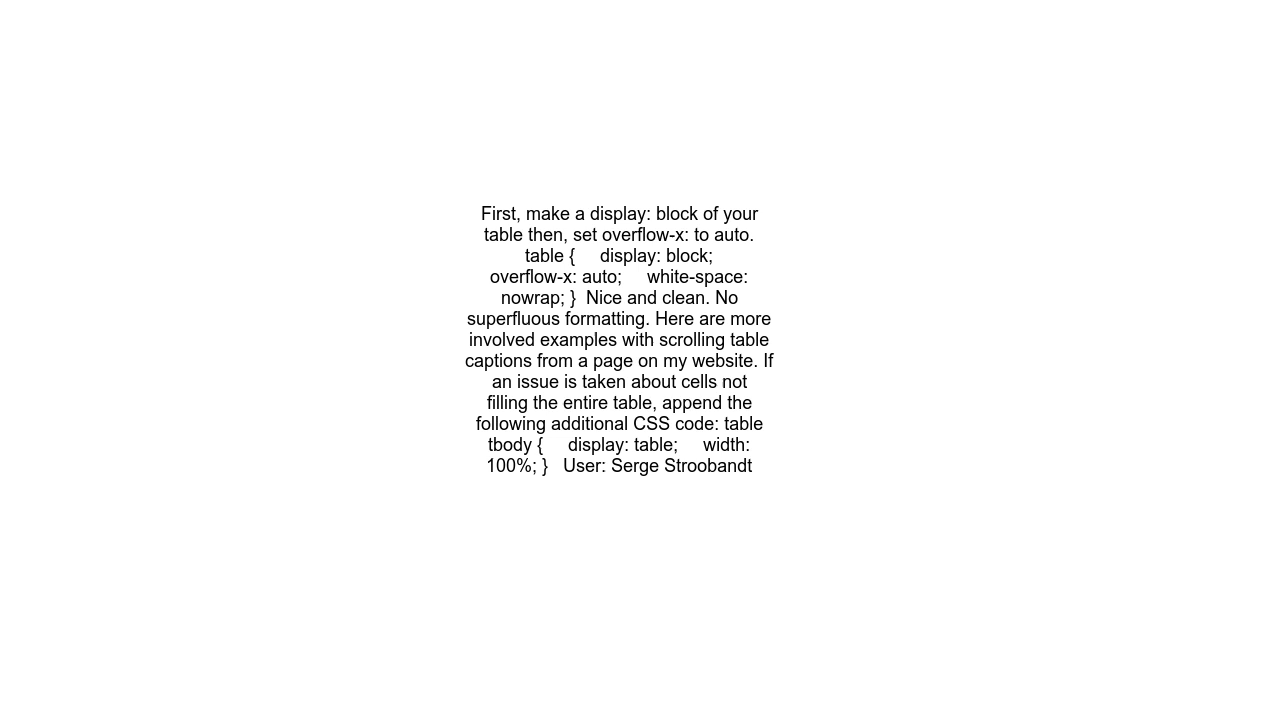 First, make a display: block of your
table then, set overflow-x: to auto.
table {     display: block;
overflow-x: auto;     white-space:
nowrap; }  Nice and clean. No
superfluous formatting. Here are more
involved examples with scrolling table
captions from a page on my website. If
an issue is taken about cells not
filling the entire table, append the
following additional CSS code: table
tbody {     display: table;     width:
100%; }   User: Serge Stroobandt